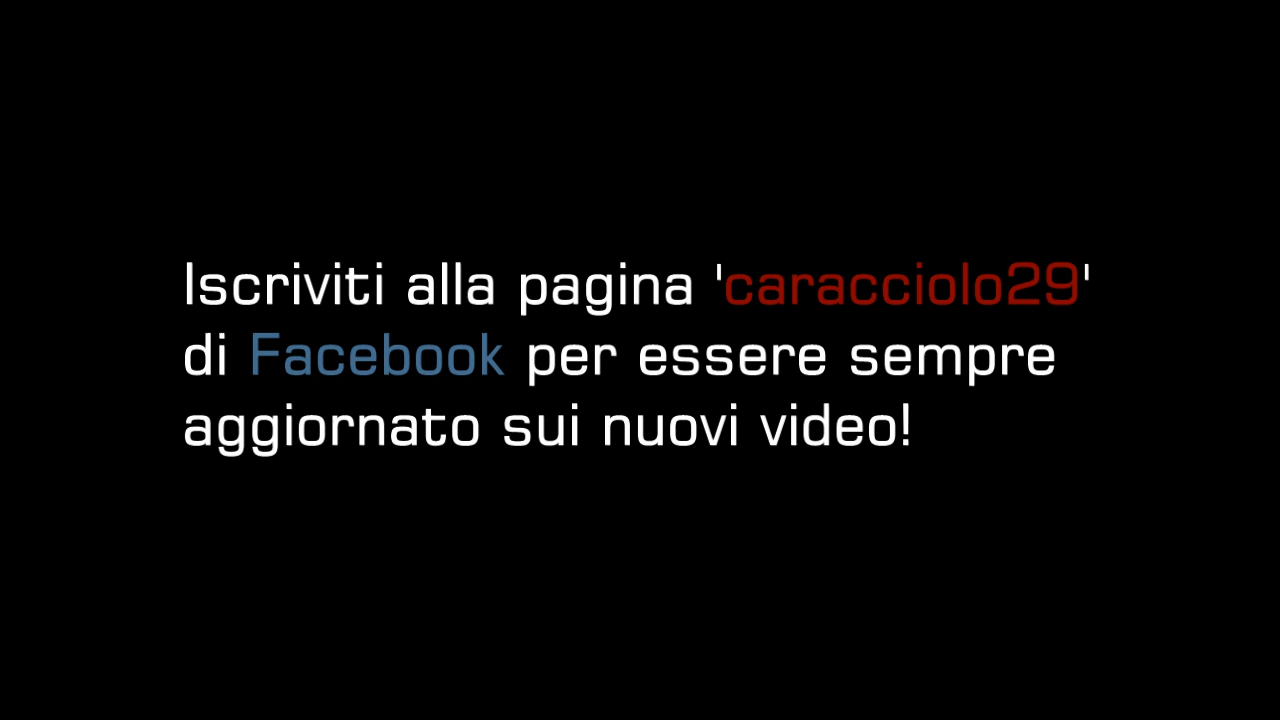 Iscriviti alla pagina 'caracciolo29'
di Facebook per essere sempre
aggiornato sui nuovi video!